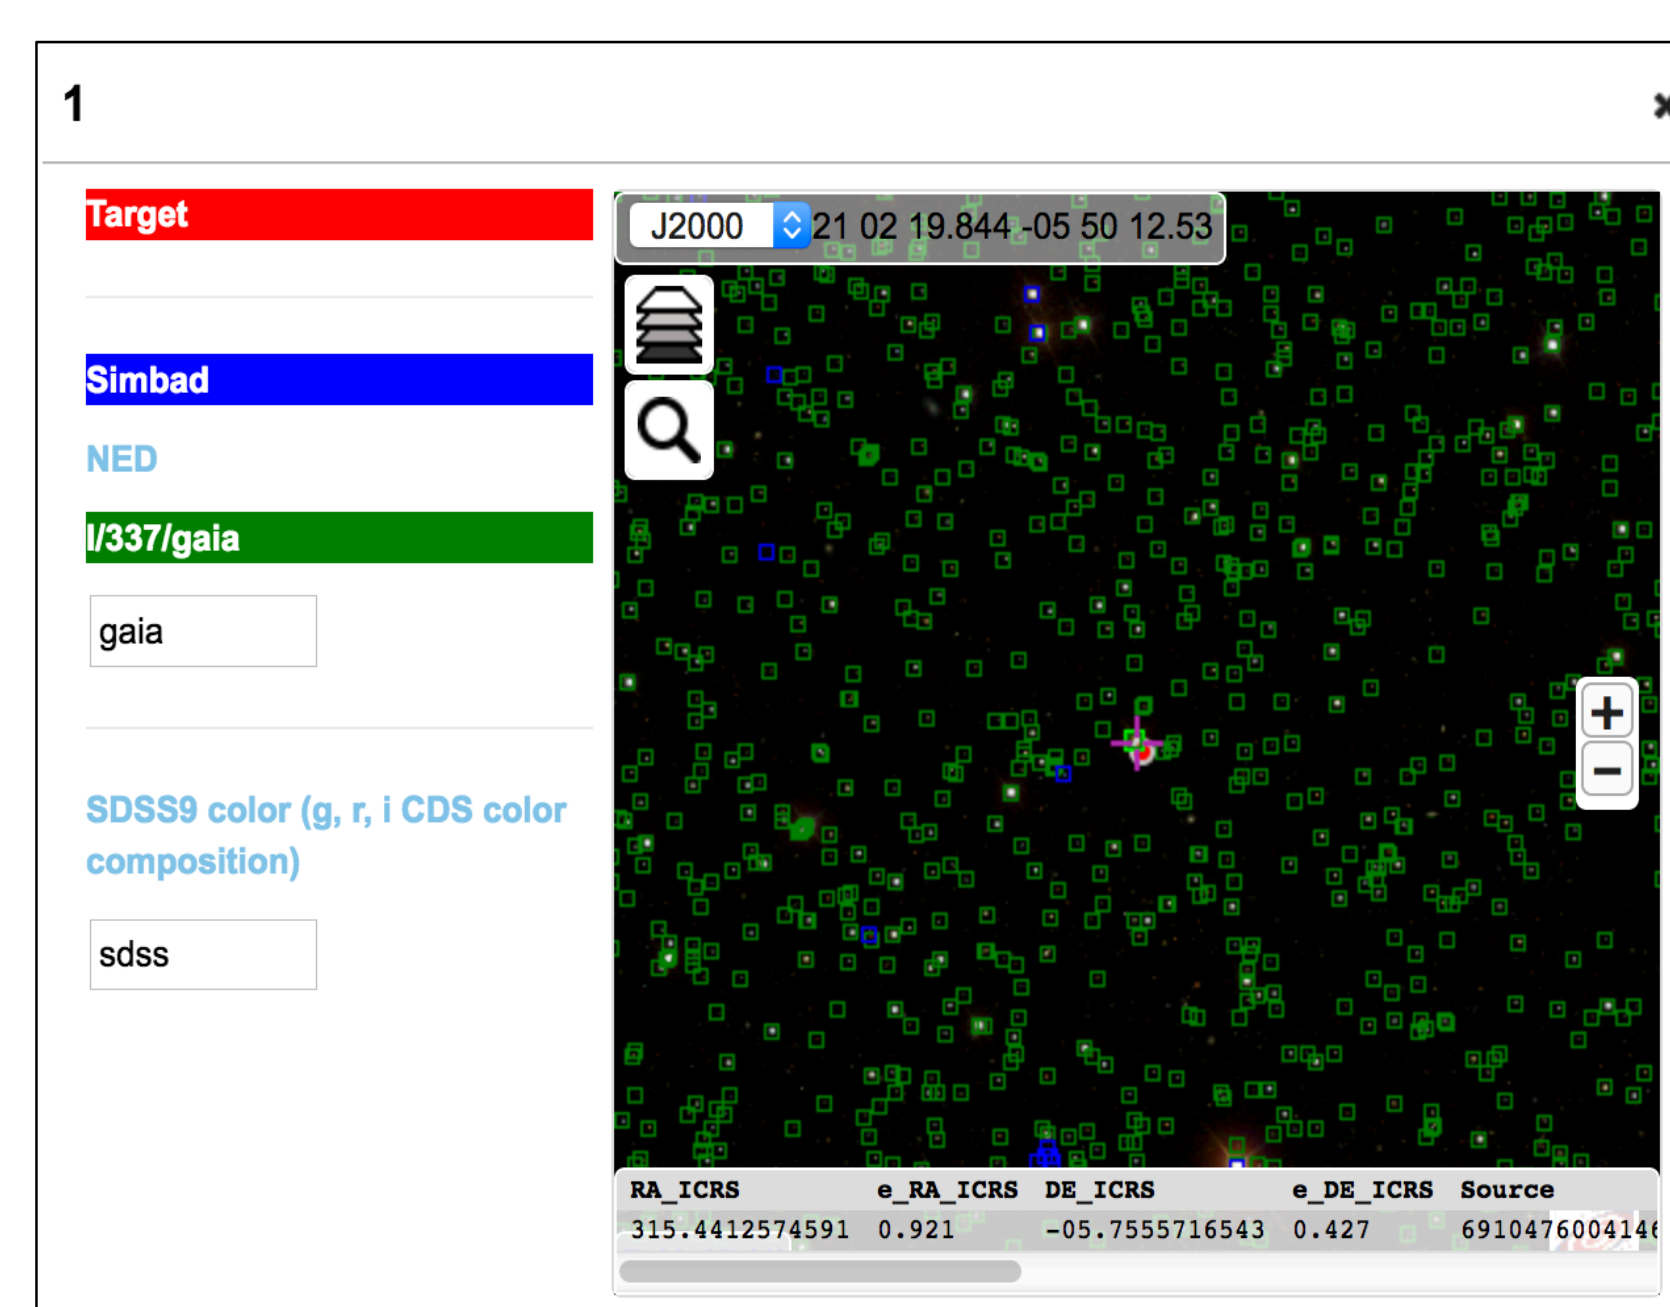 1
Target
Simbad
NED
I/337/gaia
gaia
SDSS9 color (g, r, i CDS color
composition)
sdss
J2000 21 02 19.844 -05 50 12.53
+
−
RA_ICRS e_RA_ICRS DE_ICRS e_DE_ICRS Source
315.4412574591 0.921 -05.7555716543 0.427 691047600414